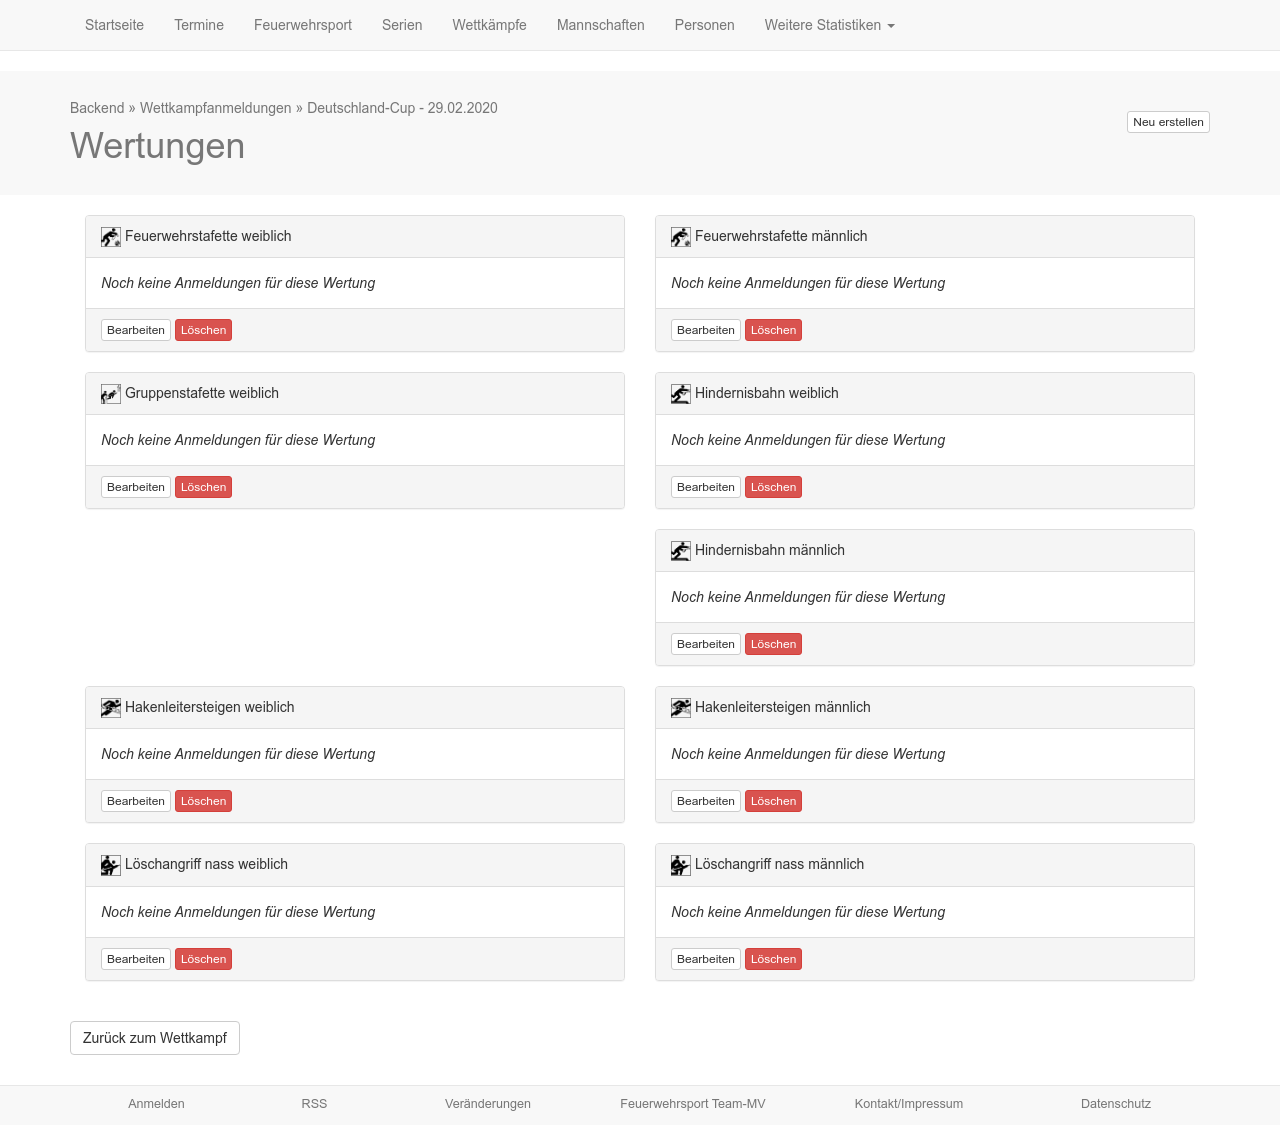 Startseite Termine Feuerwehrsport Serien Wettkämpfe Mannschaften Personen Weitere Statistiken
Backend » Wettkampfanmeldungen » Deutschland-Cup - 29.02.2020
Neu erstellen
Wertungen
Feuerwehrstafette weiblich
Noch keine Anmeldungen für diese Wertung
Bearbeiten Löschen
Feuerwehrstafette männlich
Noch keine Anmeldungen für diese Wertung
Bearbeiten Löschen
Gruppenstafette weiblich
Noch keine Anmeldungen für diese Wertung
Bearbeiten Löschen
Hindernisbahn weiblich
Noch keine Anmeldungen für diese Wertung
Bearbeiten Löschen
Hindernisbahn männlich
Noch keine Anmeldungen für diese Wertung
Bearbeiten Löschen
Hakenleitersteigen weiblich
Noch keine Anmeldungen für diese Wertung
Bearbeiten Löschen
Hakenleitersteigen männlich
Noch keine Anmeldungen für diese Wertung
Bearbeiten Löschen
Löschangriff nass weiblich
Noch keine Anmeldungen für diese Wertung
Bearbeiten Löschen
Löschangriff nass männlich
Noch keine Anmeldungen für diese Wertung
Bearbeiten Löschen
Zurück zum Wettkampf
Anmelden RSS Veränderungen Feuerwehrsport Team-MV Kontakt/Impressum Datenschutz